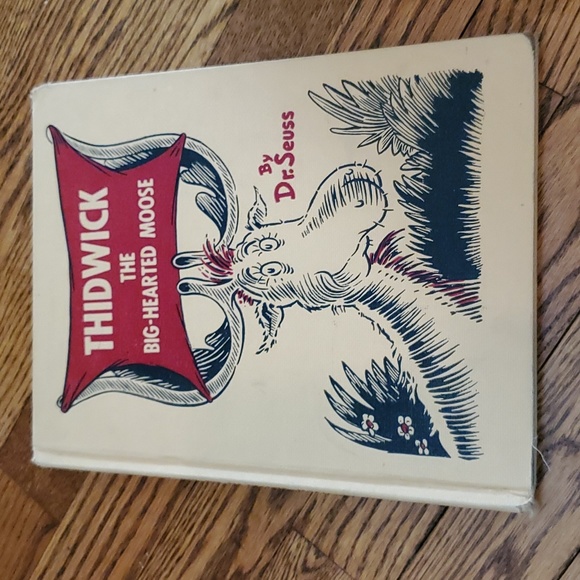 THIDWICK
THE
BIG-HEARTED MOOSE
By
Dr. Seuss